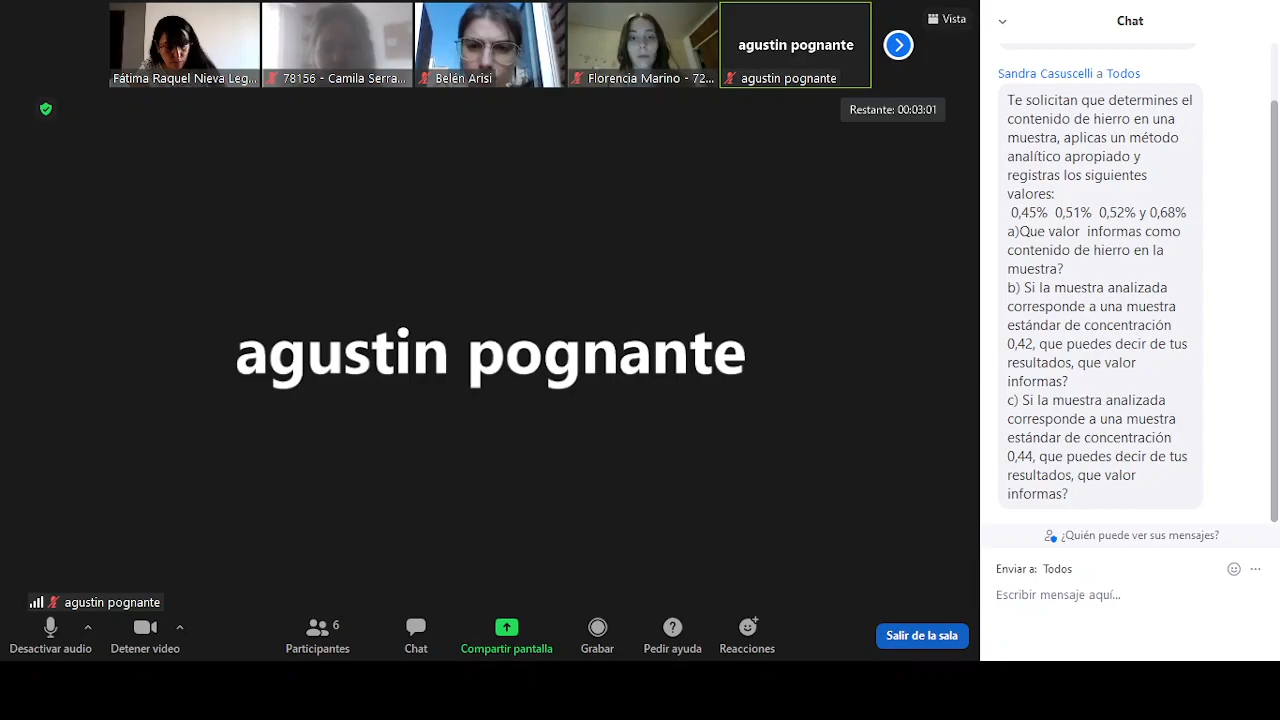 Vista
Fátima Raquel Nieva Leg...
78156 - Camila Serra...
Belén Arisi
Florencia Marino - 72...
agustin pognante
agustin pognante
Restante: 00:03:01
agustin pognante
agustin pognante
Desactivar audio
Detener video
6
Participantes
Chat
Compartir pantalla
Grabar
Pedir ayuda
Reacciones
Salir de la sala
Chat
Sandra Casuscelli a Todos
Te solicitan que determines el
contenido de hierro en una
muestra, aplicas un método
analítico apropiado y
registras los siguientes
valores:
0,45% 0,51% 0,52% y 0,68%
a)Que valor informas como
contenido de hierro en la
muestra?
b) Si la muestra analizada
corresponde a una muestra
estándar de concentración
0,42, que puedes decir de tus
resultados, que valor
informas?
c) Si la muestra analizada
corresponde a una muestra
estándar de concentración
0,44, que puedes decir de tus
resultados, que valor
informas?
¿Quién puede ver sus mensajes?
Enviar a: Todos
Escribir mensaje aquí...